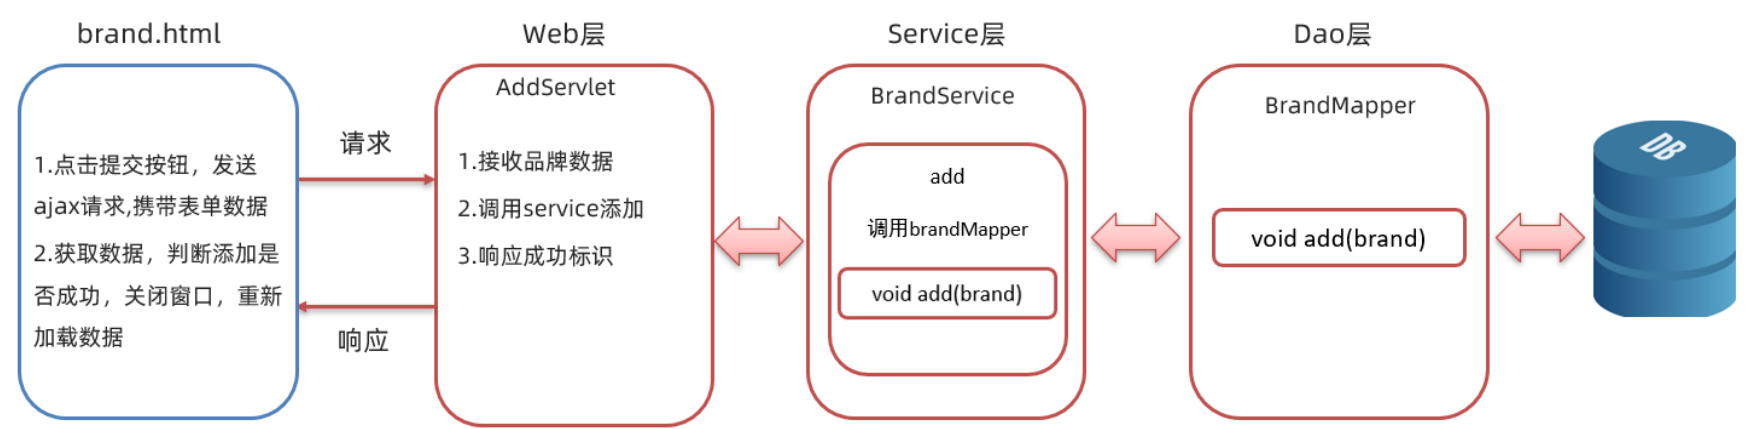 brand.html
1.点击提交按钮，发送
ajax请求,携带表单数据
2.获取数据，判断添加是
否成功，关闭窗口，重新
加载数据
请求
响应
Web层
AddServlet
1.接收品牌数据
2.调用service添加
3.响应成功标识
Service层
BrandService
add
调用brandMapper
void add(brand)
Dao层
BrandMapper
void add(brand)
DB